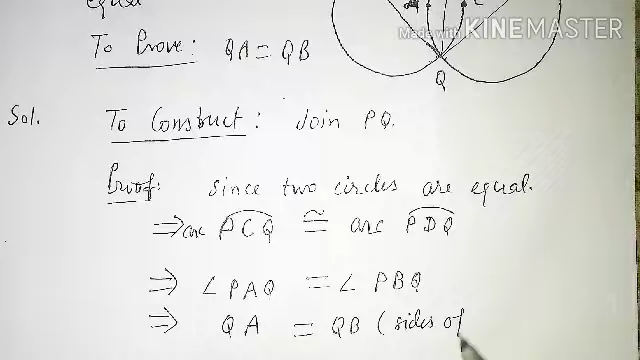 equal
Made with KINEMASTER
To Prove: QA = QB
Q
Sol. To Construct: Join PQ.
Proof: Since two circles are equal.
⇒ arc PCQ ≅ arc PDQ
⇒ ∠PAQ = ∠PBQ
⇒ QA = QB (sides of